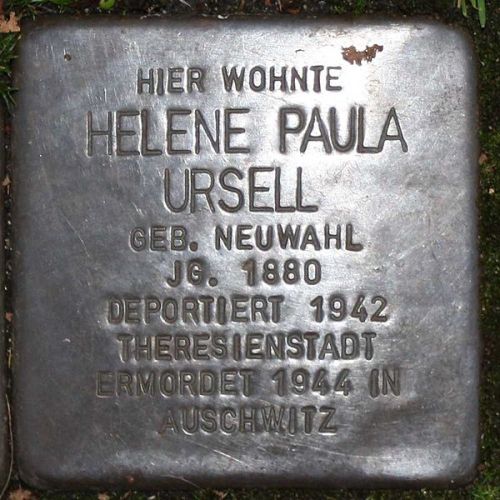 HIER WOHNTE
HELENE PAULA
URSELL
GEB. NEUWAHL
JG. 1880
DEPORTIERT 1942
THERESIENSTADT
ERMORDET 1944 IN
AUSCHWITZ